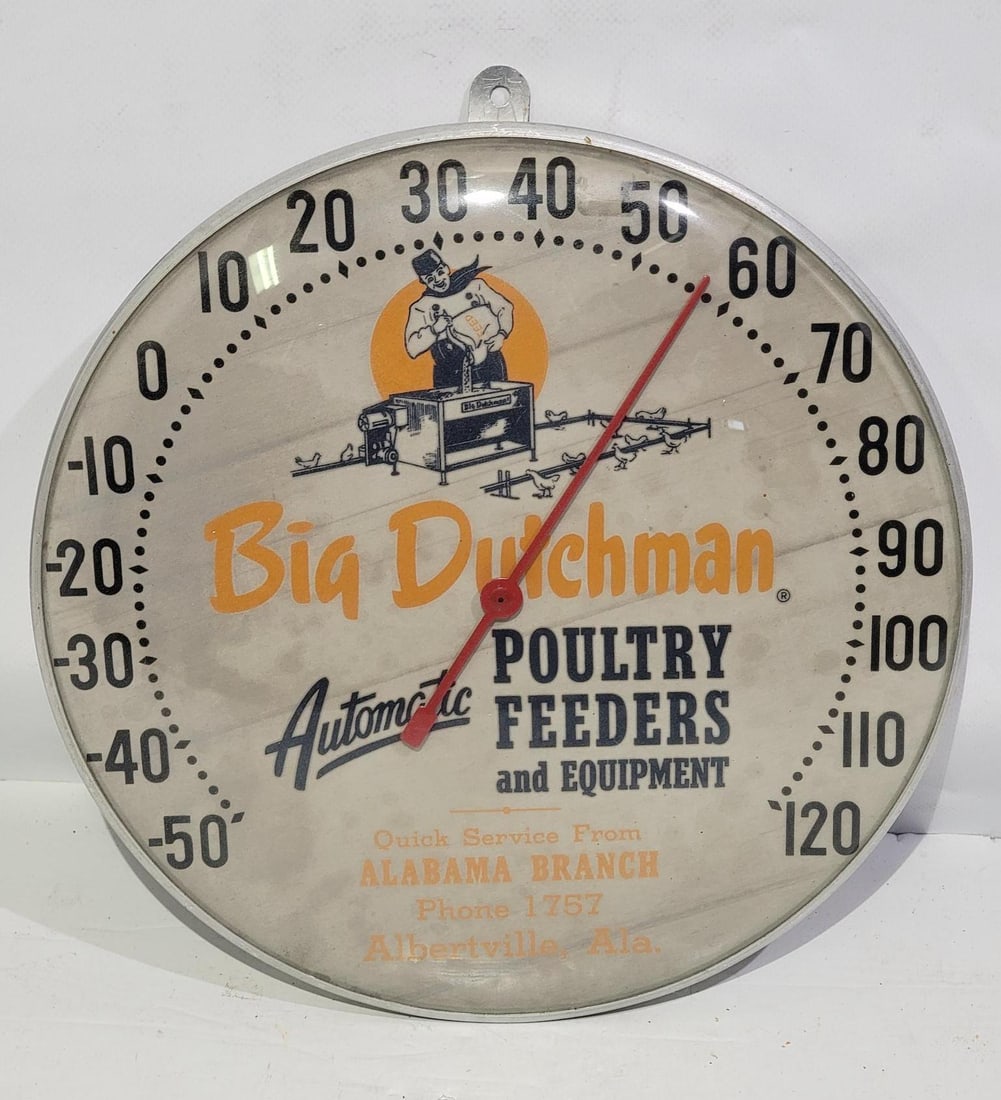 -50 -40 -30 -20 -10 0 10 20 30 40 50 60 70 80 90 100 110 120
FEED
Big Dutchman
Big Dutchman ®
Automatic
POULTRY
FEEDERS
and EQUIPMENT
Quick Service From
ALABAMA BRANCH
Phone 1757
Albertville, Ala.